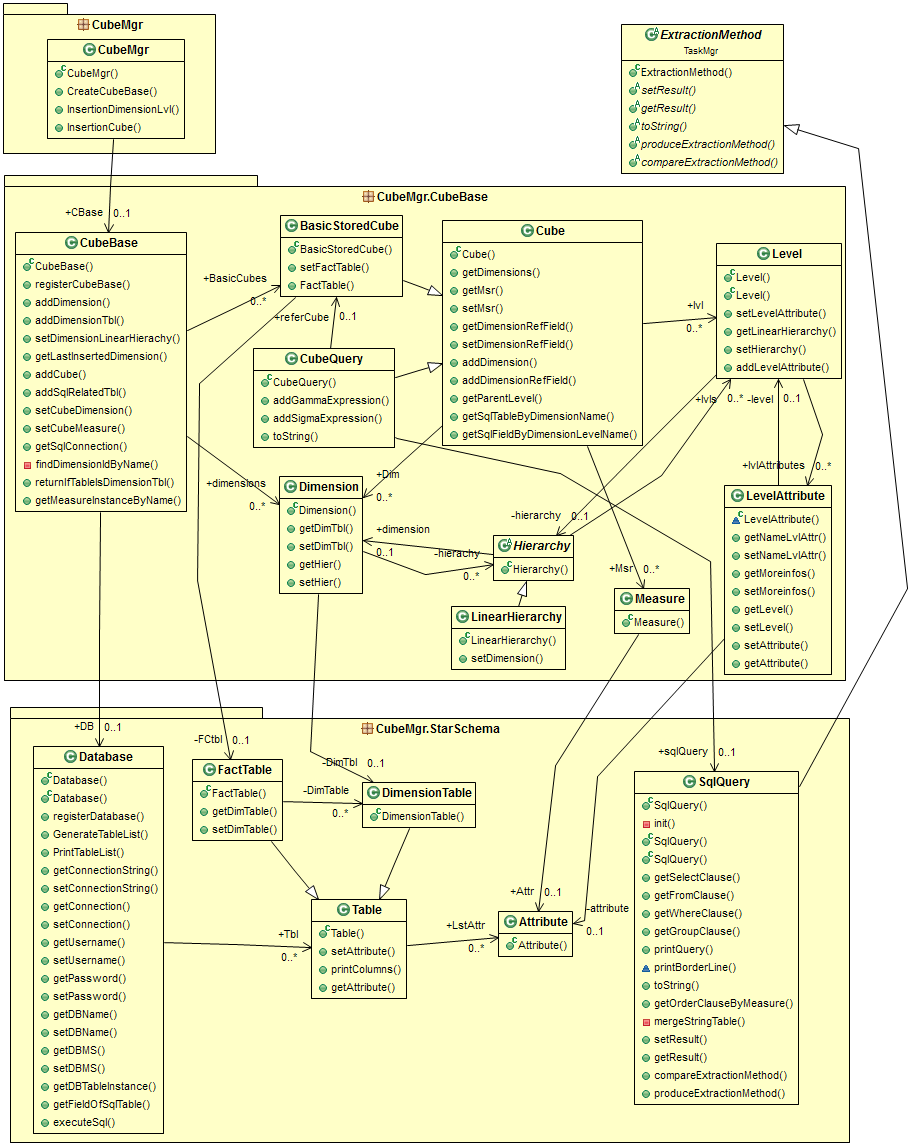 CubeMgr
CubeMgr
CubeMgr()
CreateCubeBase()
InsertionDimensionLvl()
InsertionCube()
ExtractionMethod
TaskMgr
ExtractionMethod()
setResult()
getResult()
toString()
produceExtractionMethod()
compareExtractionMethod()
CubeMgr.CubeBase
+CBase 0..1
CubeBase
CubeBase()
registerCubeBase()
addDimension()
addDimensionTbl()
setDimensionLinearHierachy()
getLastInsertedDimension()
addCube()
addSqlRelatedTbl()
setCubeDimension()
setCubeMeasure()
getSqlConnection()
findDimensionIdByName()
returnIfTableIsDimensionTbl()
getMeasureInstanceByName()
+BasicCubes
0..*
BasicStoredCube
BasicStoredCube()
setFactTable()
FactTable()
+referCube 0..1
CubeQuery
CubeQuery()
addGammaExpression()
addSigmaExpression()
toString()
Cube
Cube()
getDimensions()
getMsr()
setMsr()
getDimensionRefField()
setDimensionRefField()
addDimension()
addDimensionRefField()
getParentLevel()
getSqlTableByDimensionName()
getSqlFieldByDimensionLevelName()
+lvl
0..*
Level
Level()
Level()
setLevelAttribute()
getLinearHierarchy()
setHierarchy()
addLevelAttribute()
+lvls 0..*
-level 0..1
+lvlAttributes 0..*
+dimensions
0..*
+Dim
0..*
Dimension
Dimension()
getDimTbl()
setDimTbl()
getHier()
setHier()
+dimension
0..1
-hierachy
0..*
-hierarchy 0..1
Hierarchy
Hierarchy()
LinearHierarchy
LinearHierarchy()
setDimension()
+Msr 0..*
Measure
Measure()
LevelAttribute
LevelAttribute()
getNameLvlAttr()
setNameLvlAttr()
getMoreinfos()
setMoreinfos()
getLevel()
setLevel()
setAttribute()
getAttribute()
CubeMgr.StarSchema
+DB 0..1
Database
Database()
Database()
registerDatabase()
GenerateTableList()
PrintTableList()
getConnectionString()
setConnectionString()
getConnection()
setConnection()
getUsername()
setUsername()
getPassword()
setPassword()
getDBName()
setDBName()
getDBMS()
setDBMS()
getDBTableInstance()
getFieldOfSqlTable()
executeSql()
-FCtbl 0..1
FactTable
FactTable()
getDimTable()
setDimTable()
-DimTbl 0..1
-DimTable
0..*
DimensionTable
DimensionTable()
+Tbl
0..*
Table
Table()
setAttribute()
printColumns()
getAttribute()
+LstAttr
0..*
+Attr 0..1
-attribute
0..1
Attribute
Attribute()
+sqlQuery 0..1
SqlQuery
SqlQuery()
init()
SqlQuery()
SqlQuery()
getSelectClause()
getFromClause()
getWhereClause()
getGroupClause()
printQuery()
printBorderLine()
toString()
getOrderClauseByMeasure()
mergeStringTable()
setResult()
getResult()
compareExtractionMethod()
produceExtractionMethod()